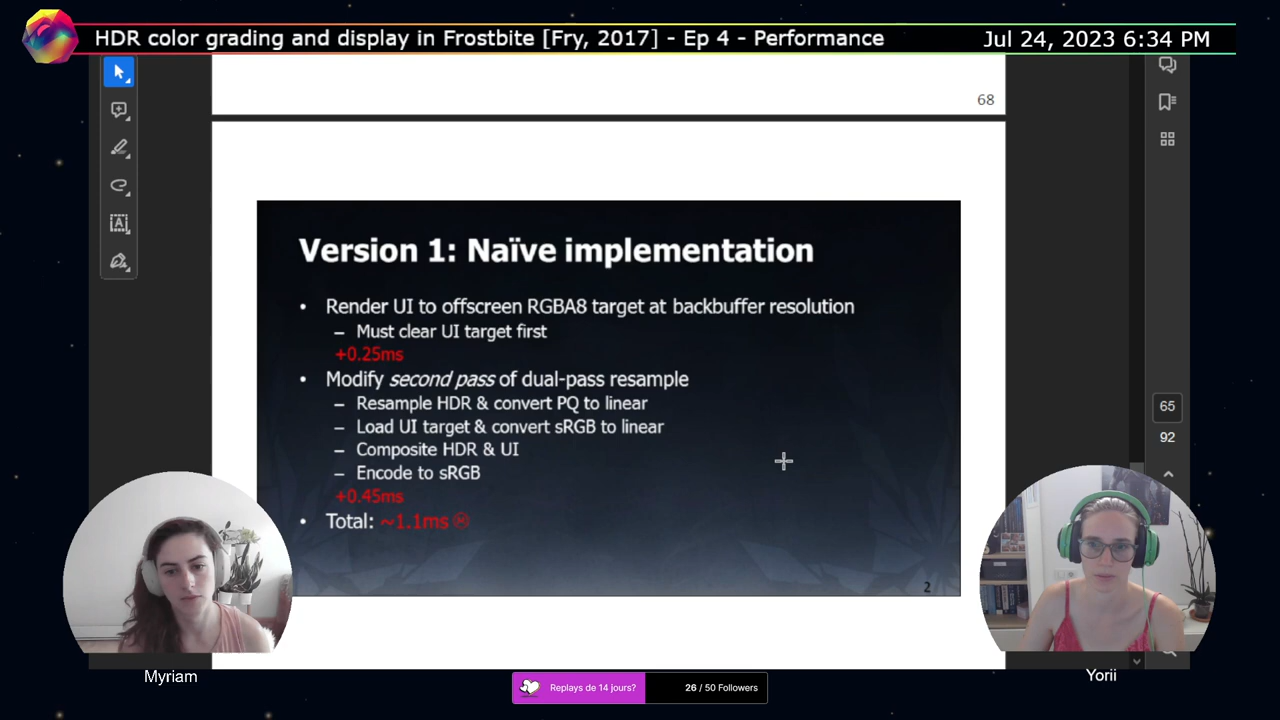 HDR color grading and display in Frostbite [Fry, 2017] - Ep 4 - Performance
Jul 24, 2023 6:34 PM
68
Version 1: Naïve implementation
• Render UI to offscreen RGBA8 target at backbuffer resolution
– Must clear UI target first
+0.25ms
• Modify second pass of dual-pass resample
– Resample HDR & convert PQ to linear
– Load UI target & convert sRGB to linear
– Composite HDR & UI
– Encode to sRGB
+0.45ms
• Total: ~1.1ms ☹
2
65
92
Myriam
Yorii
Replays de 14 jours?
26 / 50 Followers